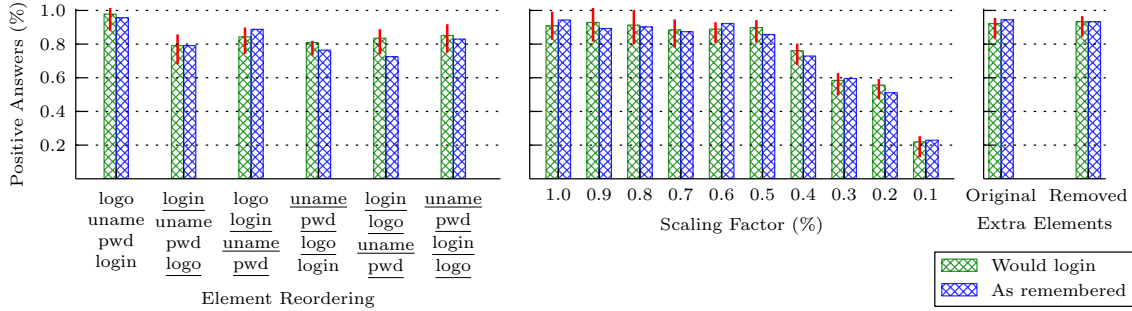 Positive Answers (%)
1.0
0.8
0.6
0.4
0.2
logo
uname
pwd
login
login
uname
pwd
logo
logo
login
uname
pwd
uname
pwd
logo
login
login
logo
uname
pwd
uname
pwd
login
logo
Element Reordering
1.0 0.9 0.8 0.7 0.6 0.5 0.4 0.3 0.2 0.1
Scaling Factor (%)
Original Removed
Extra Elements
Would login
As remembered